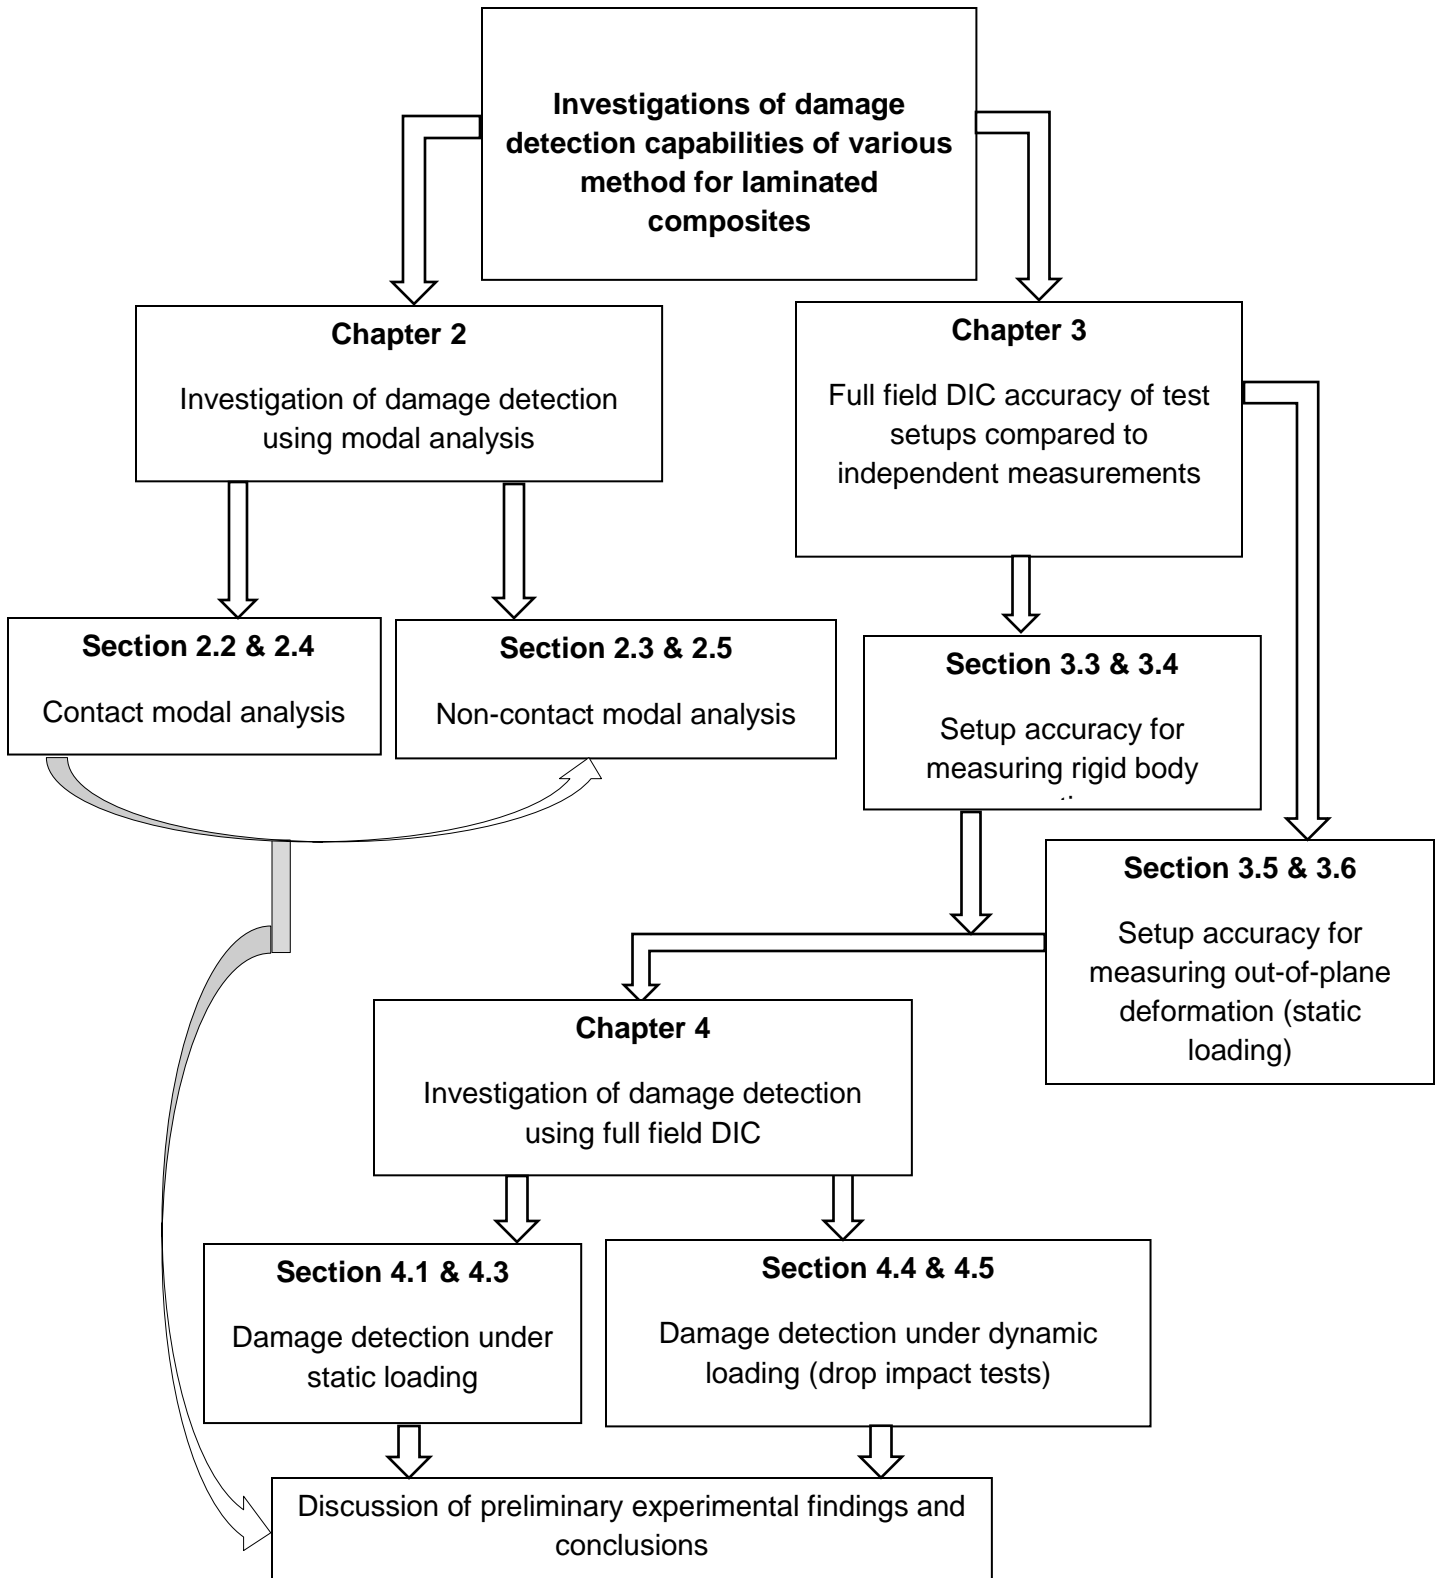 Investigations of damage
detection capabilities of various
method for laminated
composites
Chapter 2
Investigation of damage detection
using modal analysis
Chapter 3
Full field DIC accuracy of test
setups compared to
independent measurements
Section 2.2 & 2.4
Contact modal analysis
Section 2.3 & 2.5
Non-contact modal analysis
Section 3.3 & 3.4
Setup accuracy for
measuring rigid body
Section 3.5 & 3.6
Setup accuracy for
measuring out-of-plane
deformation (static
loading)
Chapter 4
Investigation of damage detection
using full field DIC
Section 4.1 & 4.3
Damage detection under
static loading
Section 4.4 & 4.5
Damage detection under dynamic
loading (drop impact tests)
Discussion of preliminary experimental findings and
conclusions